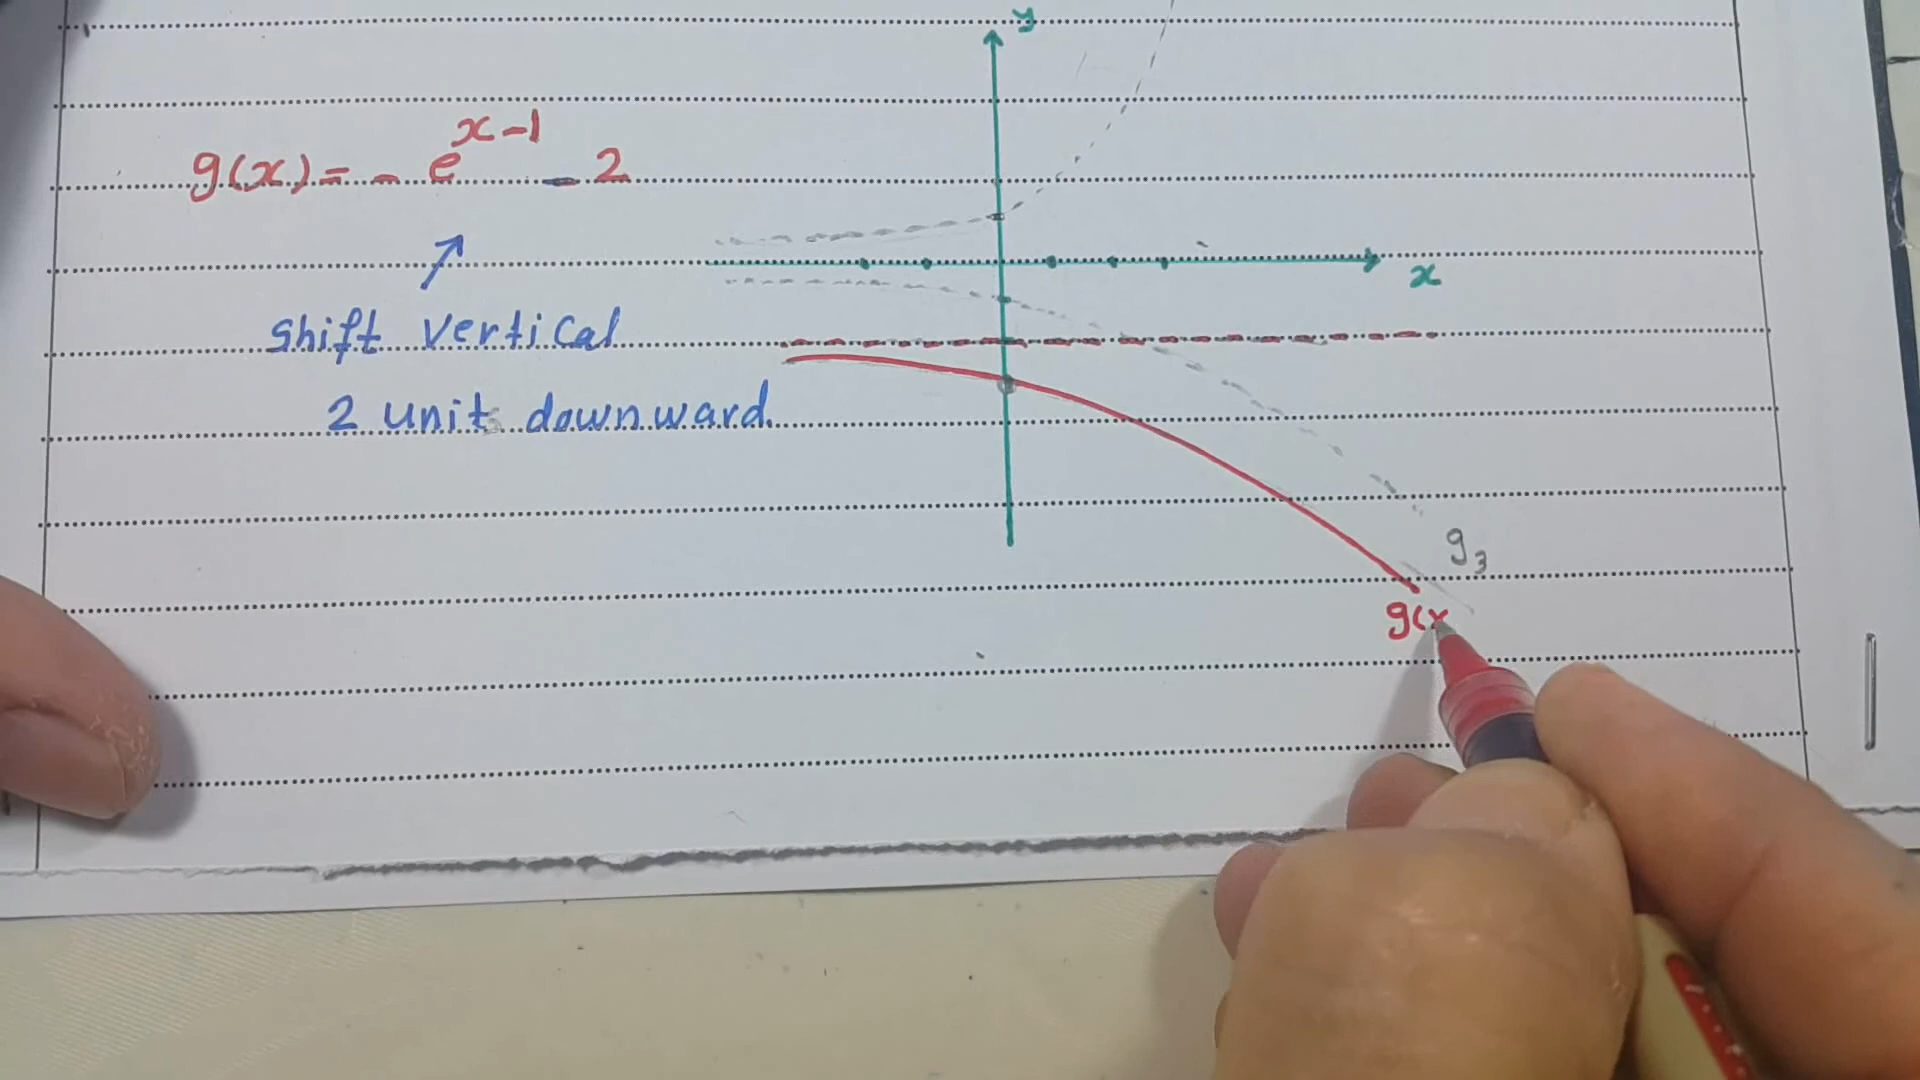 y
g(x) = - e^{x-1} - 2
x
shift vertical
2 unit downward.
g₃
g(x